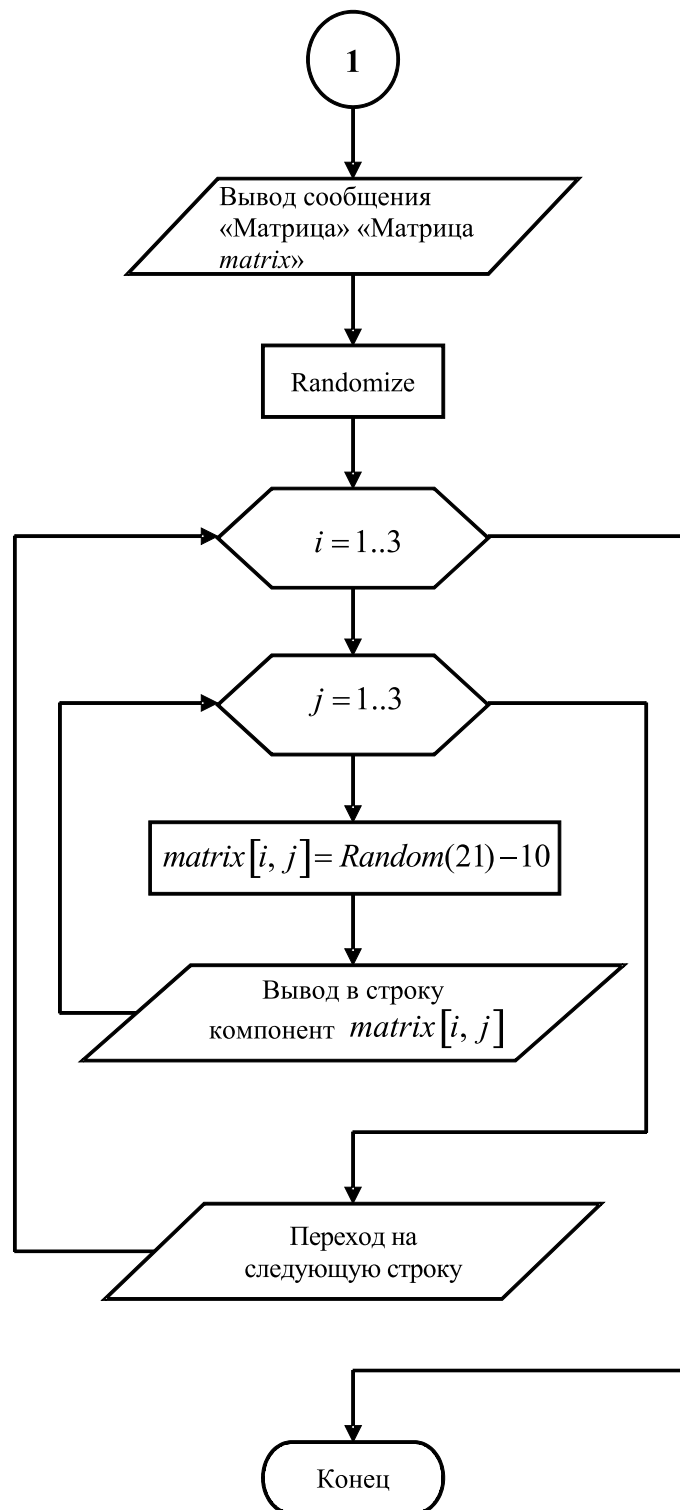 1
Вывод сообщения
«Матрица» «Матрица
matrix»
Randomize
i = 1..3
j = 1..3
matrix[i, j] = Random(21) − 10
Вывод в строку
компонент matrix[i, j]
Переход на
следующую строку
Конец